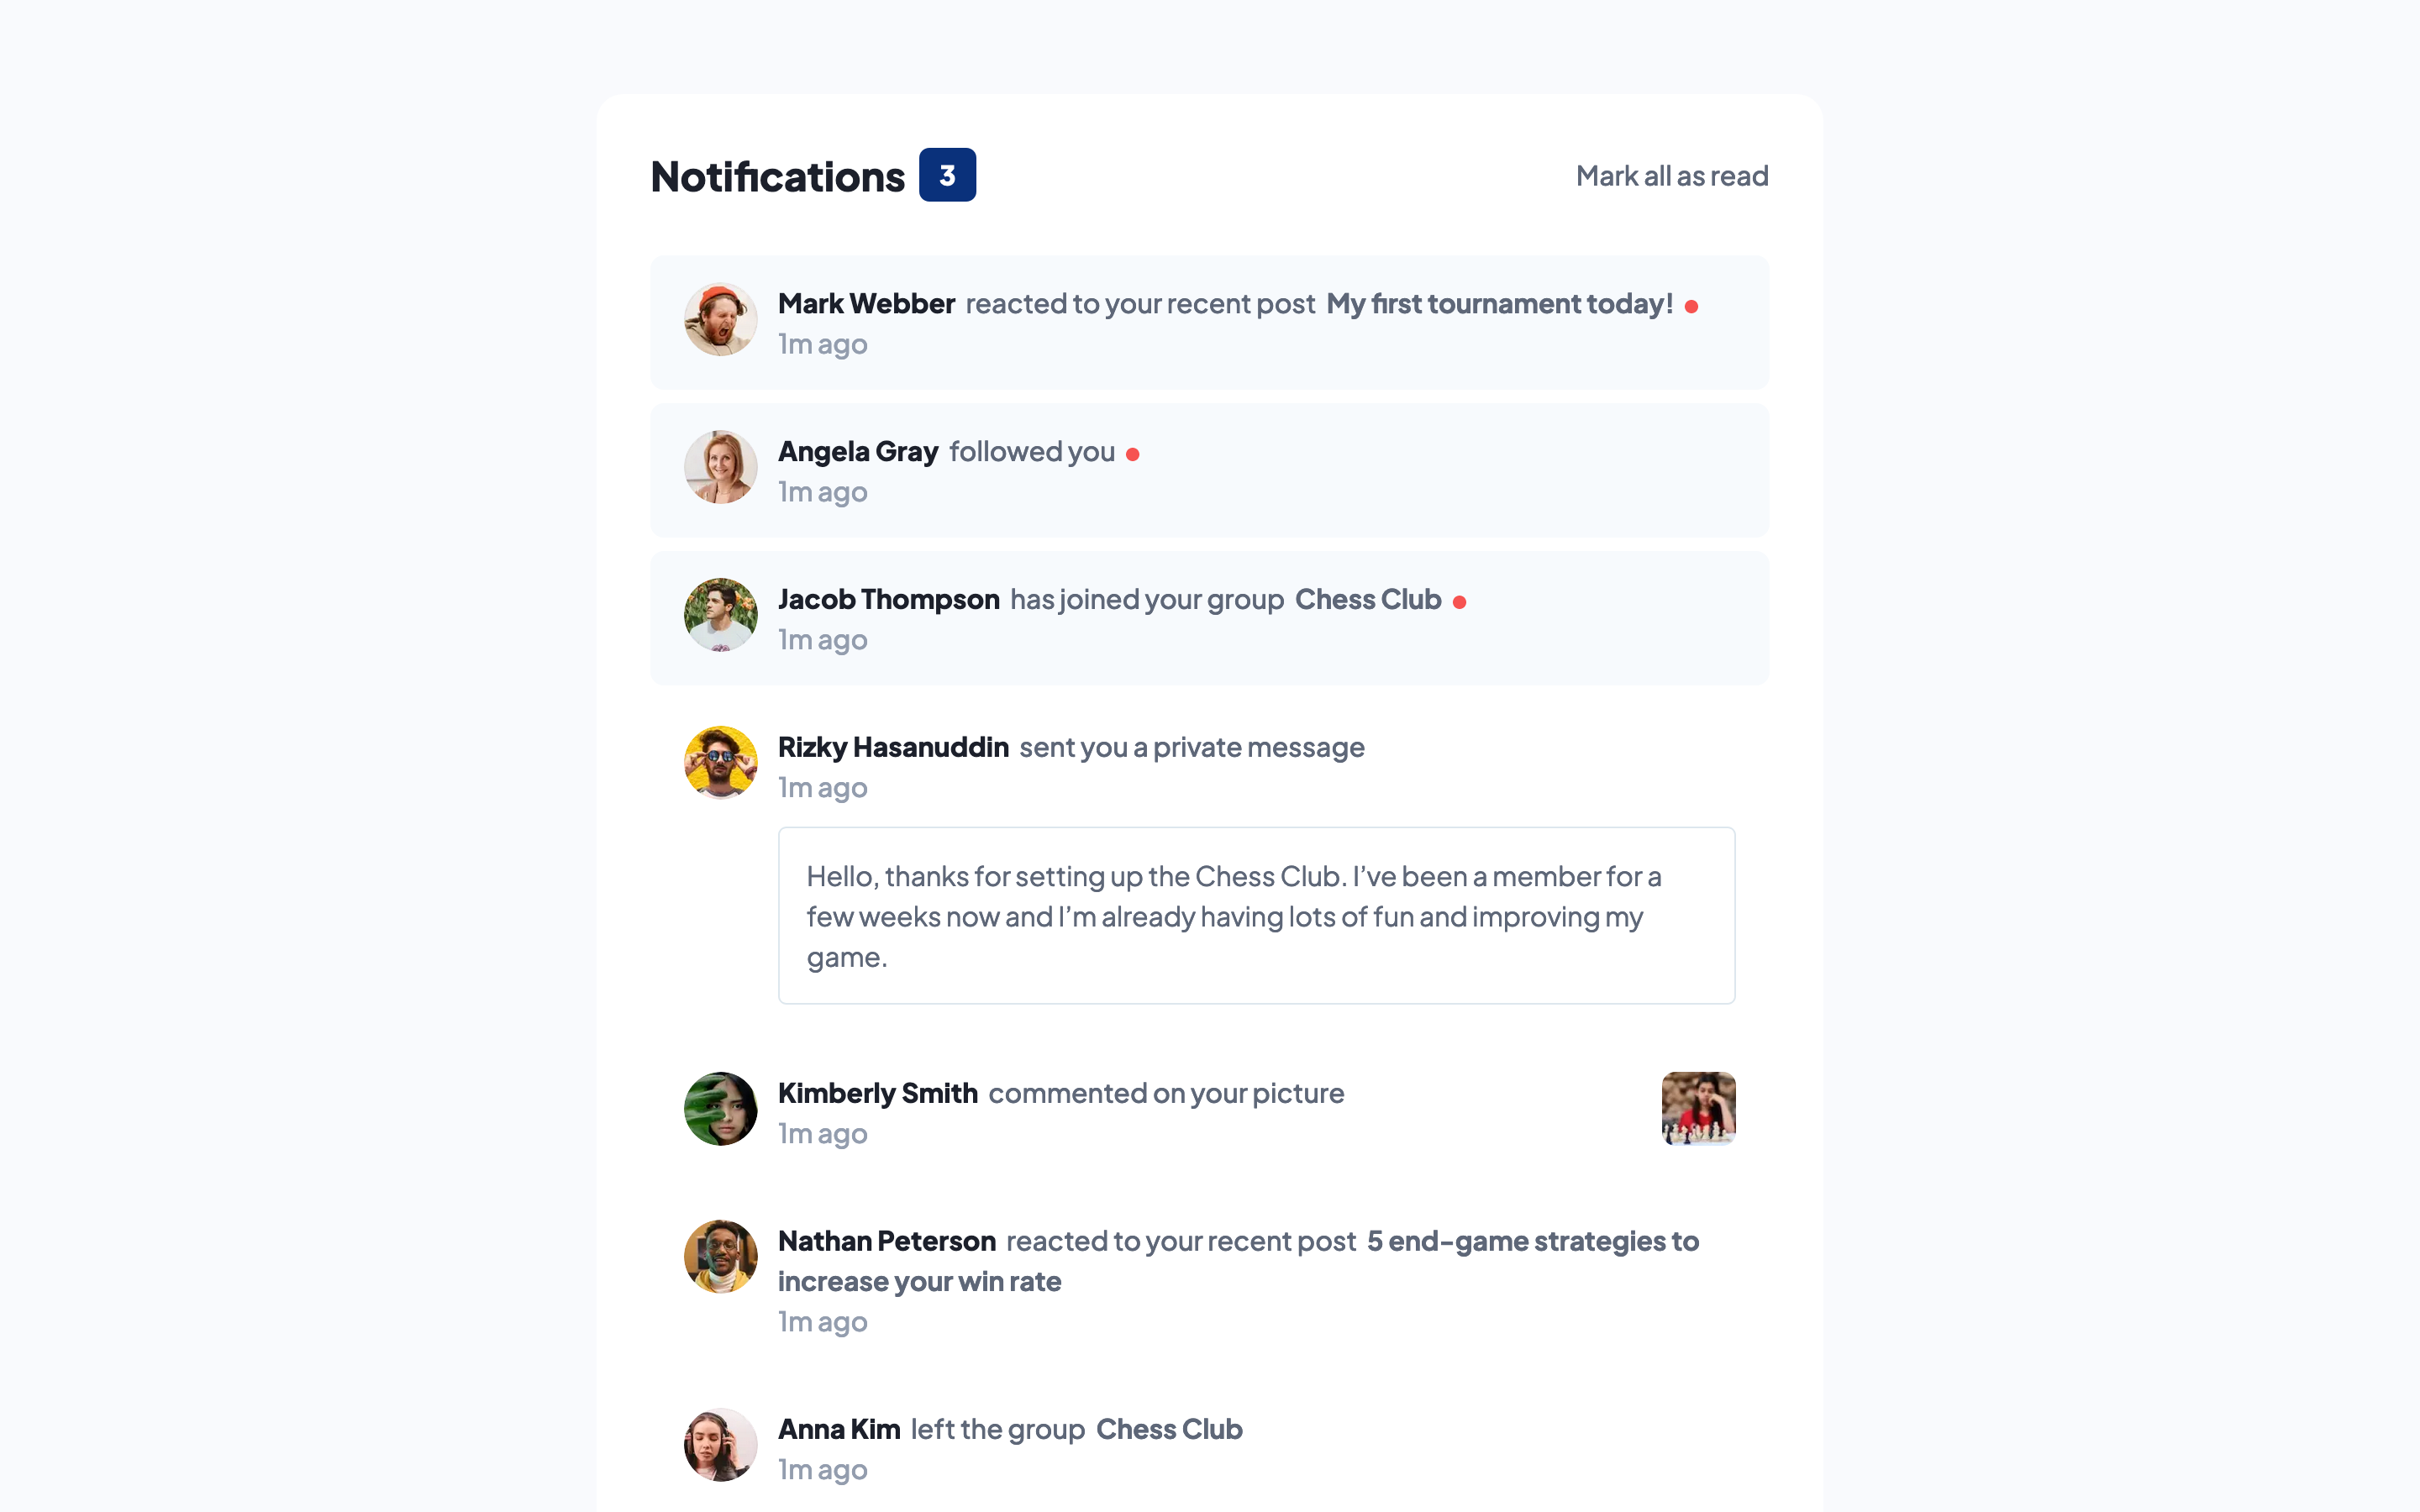 Notifications 3
Mark all as read
Mark Webber reacted to your recent post My first tournament today!
1m ago
Angela Gray followed you
1m ago
Jacob Thompson has joined your group Chess Club
1m ago
Rizky Hasanuddin sent you a private message
1m ago
Hello, thanks for setting up the Chess Club. I’ve been a member for a
few weeks now and I’m already having lots of fun and improving my
game.
Kimberly Smith commented on your picture
1m ago
Nathan Peterson reacted to your recent post 5 end-game strategies to
increase your win rate
1m ago
Anna Kim left the group Chess Club
1m ago